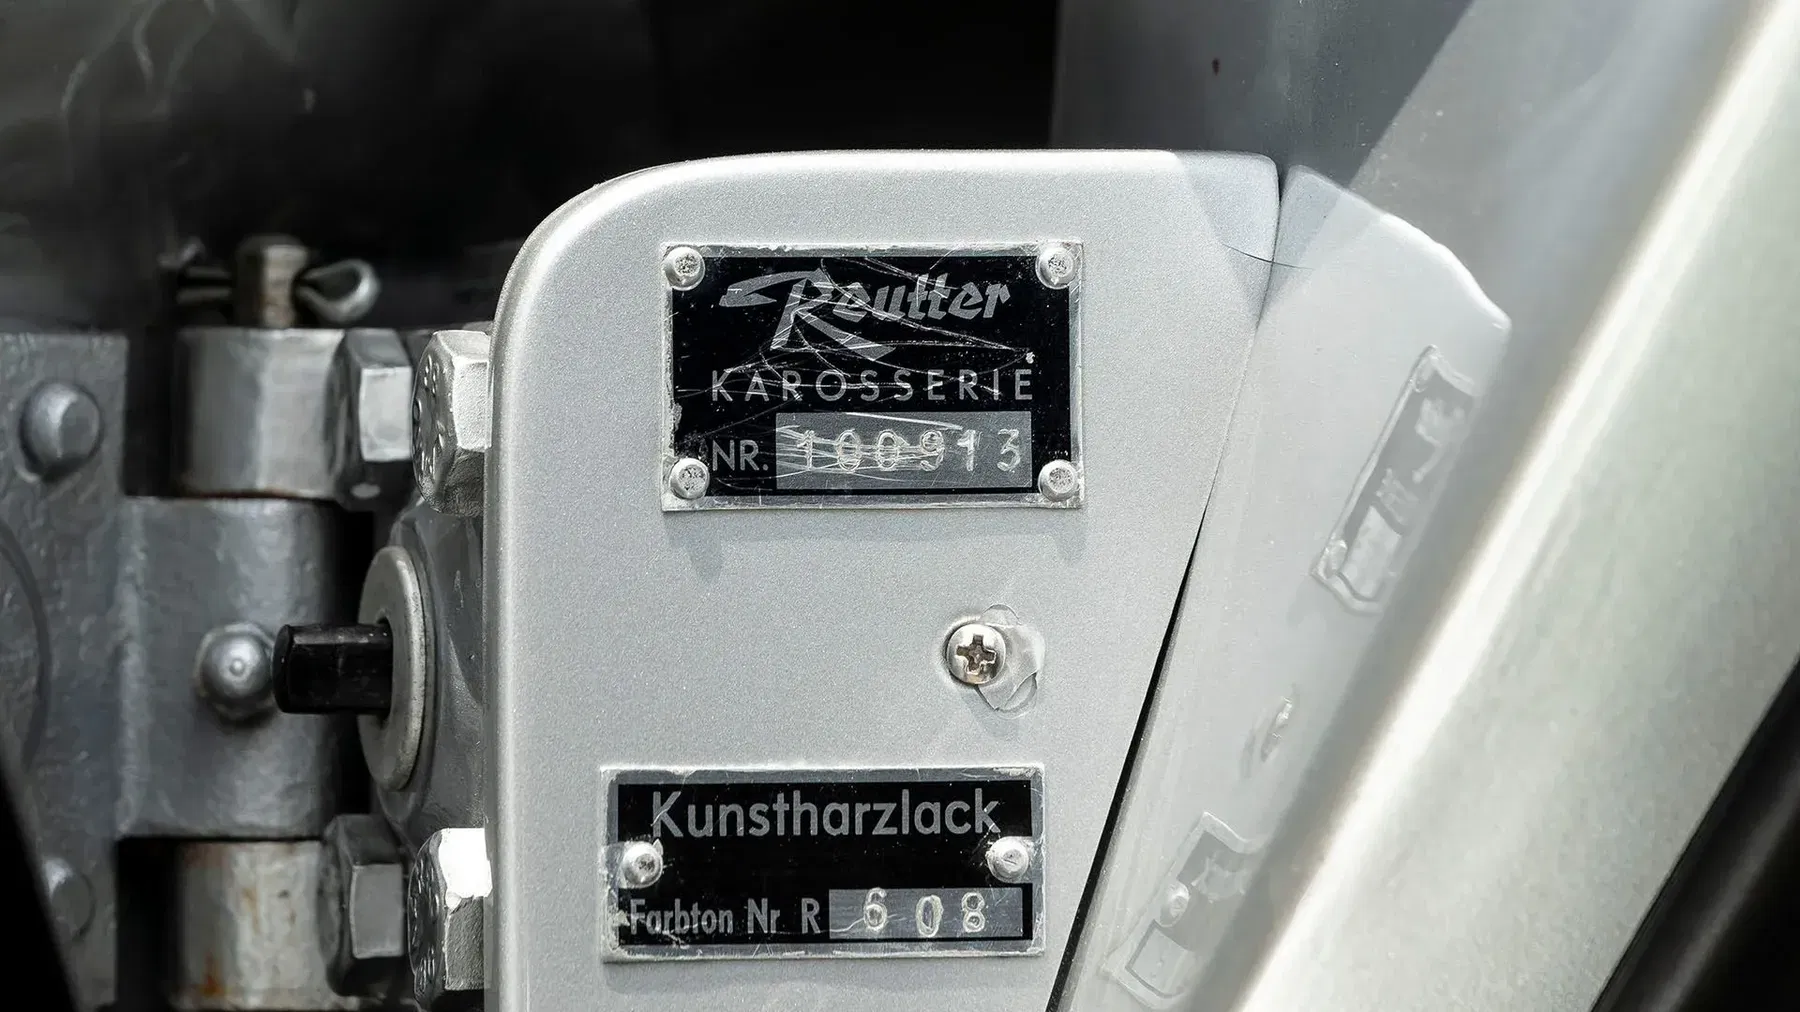 Reutter
KAROSSERIE
NR. 100913
Kunstharzlack
Farbton Nr R 608